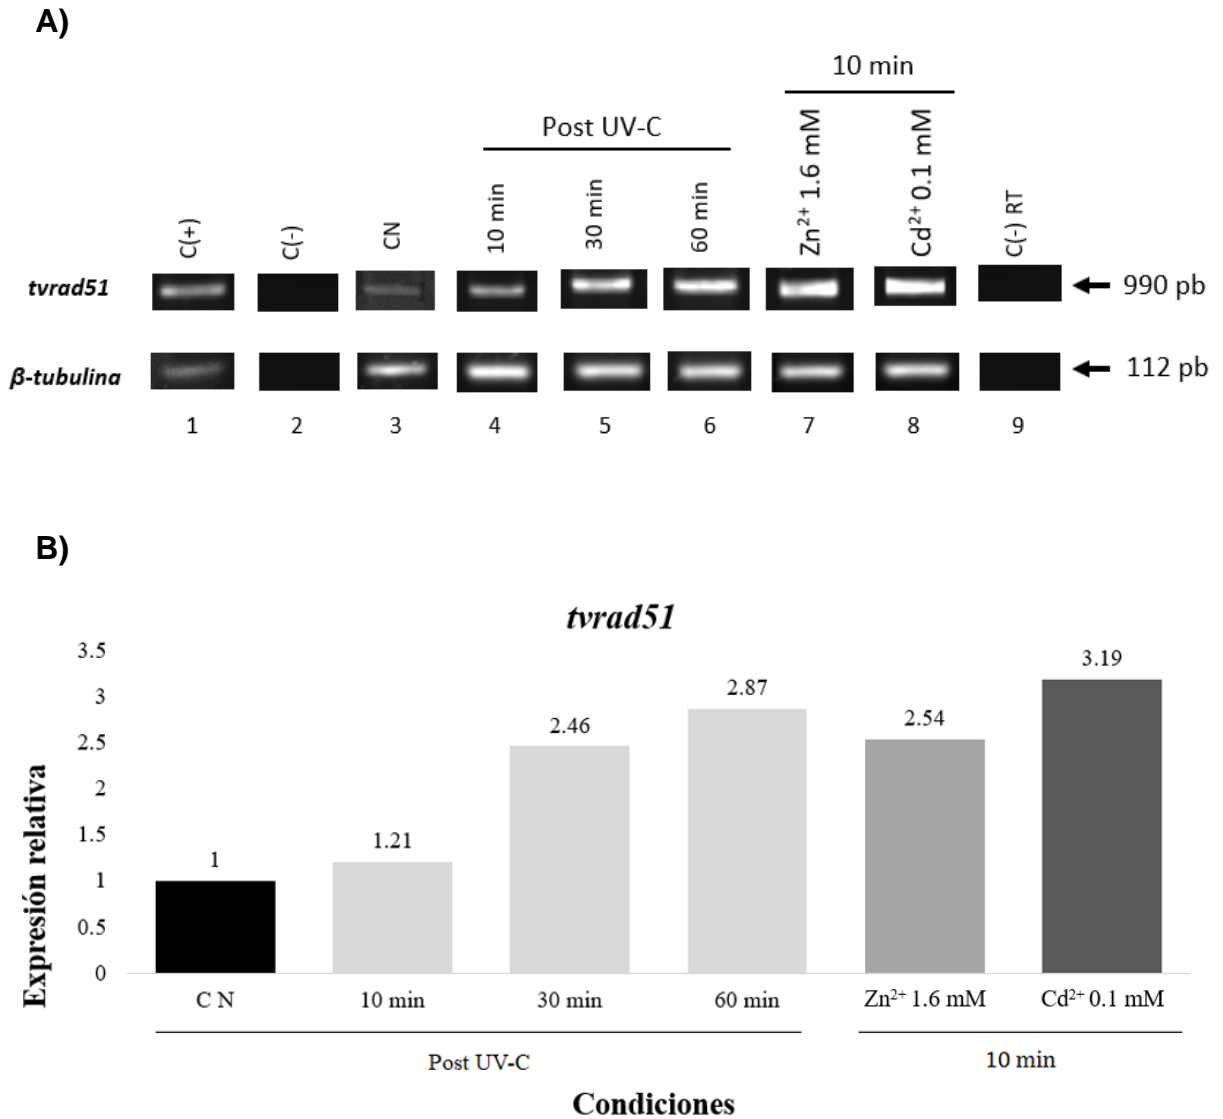 A)
10 min
Post UV-C
C(+) C(-) CN 10 min 30 min 60 min Zn²⁺ 1.6 mM Cd²⁺ 0.1 mM C(-) RT
tvrad51 990 pb
β-tubulina 112 pb
1 2 3 4 5 6 7 8 9
B)
tvrad51
Expresión relativa
3.5
3
2.5
2
1.5
1
0.5
0
1 1.21 2.46 2.87 2.54 3.19
C N 10 min 30 min 60 min Zn²⁺ 1.6 mM Cd²⁺ 0.1 mM
Post UV-C 10 min
Condiciones